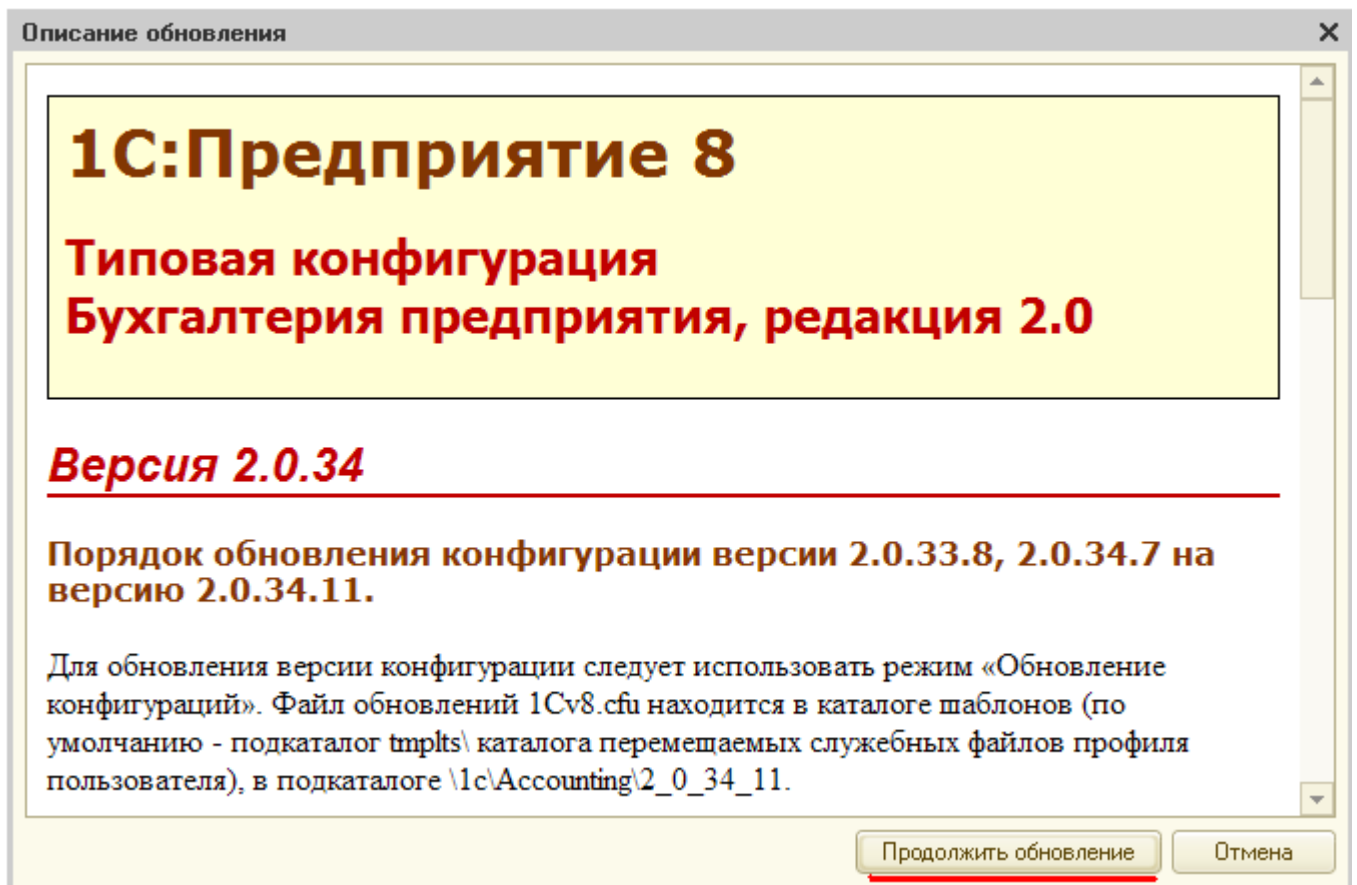 Описание обновления
1С:Предприятие 8
Типовая конфигурация
Бухгалтерия предприятия, редакция 2.0
Версия 2.0.34
Порядок обновления конфигурации версии 2.0.33.8, 2.0.34.7 на
версию 2.0.34.11.
Для обновления версии конфигурации следует использовать режим «Обновление
конфигураций». Файл обновлений 1Cv8.cfu находится в каталоге шаблонов (по
умолчанию - подкаталог tmplts\ каталога перемещаемых служебных файлов профиля
пользователя), в подкаталоге \1c\Accounting\2_0_34_11.
Продолжить обновление
Отмена